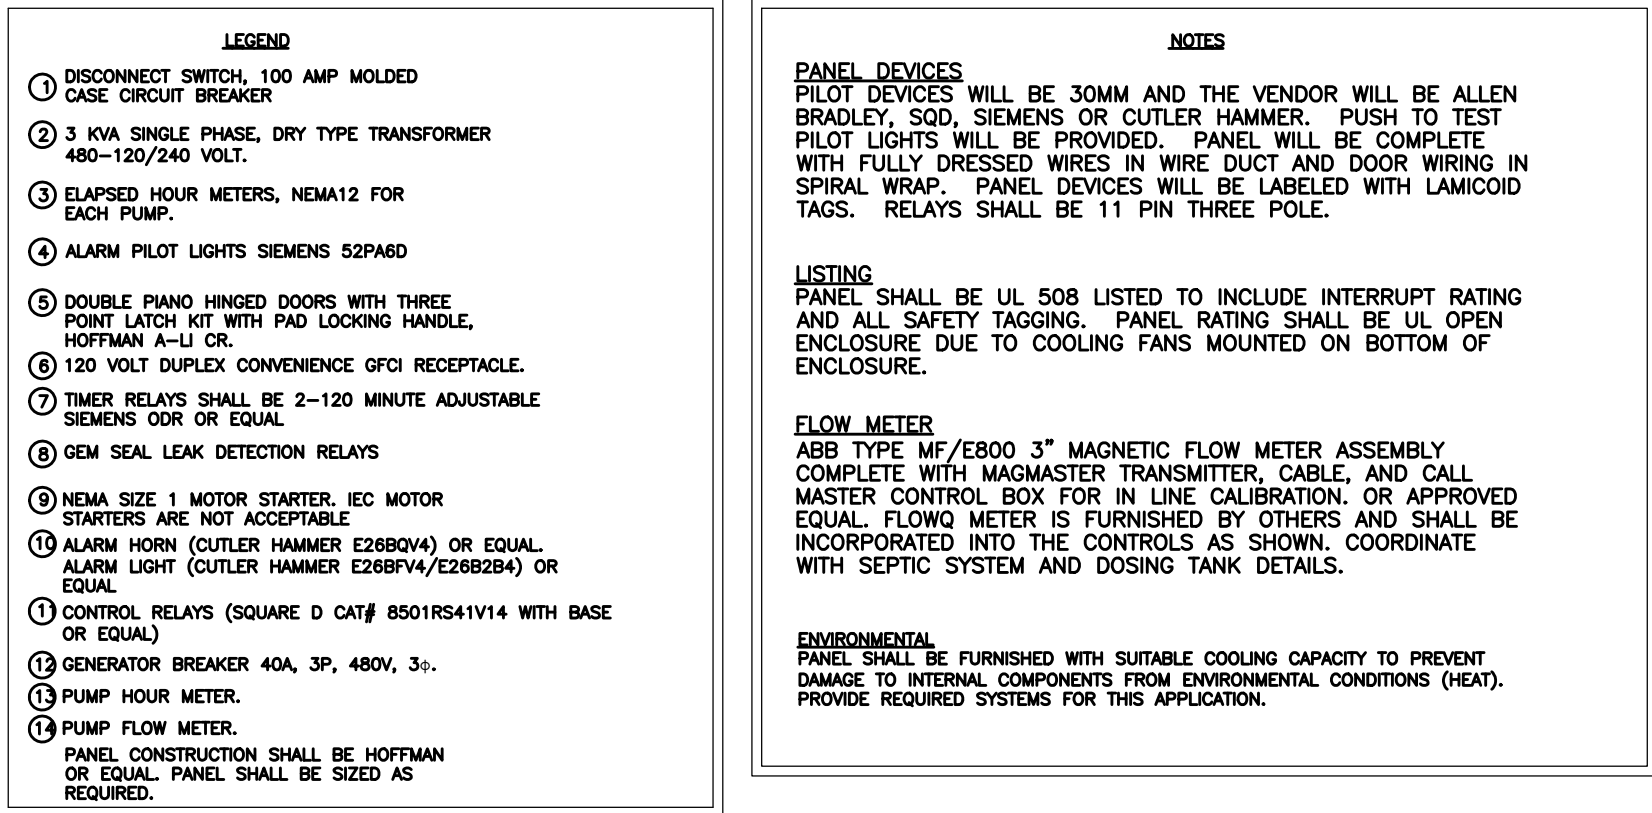 LEGEND
1 DISCONNECT SWITCH, 100 AMP MOLDED
CASE CIRCUIT BREAKER
2 3 KVA SINGLE PHASE, DRY TYPE TRANSFORMER
480-120/240 VOLT.
3 ELAPSED HOUR METERS, NEMA12 FOR
EACH PUMP.
4 ALARM PILOT LIGHTS SIEMENS 52PA6D
5 DOUBLE PIANO HINGED DOORS WITH THREE
POINT LATCH KIT WITH PAD LOCKING HANDLE,
HOFFMAN A-LI CR.
6 120 VOLT DUPLEX CONVENIENCE GFCI RECEPTACLE.
7 TIMER RELAYS SHALL BE 2-120 MINUTE ADJUSTABLE
SIEMENS ODR OR EQUAL
8 GEM SEAL LEAK DETECTION RELAYS
9 NEMA SIZE 1 MOTOR STARTER. IEC MOTOR
STARTERS ARE NOT ACCEPTABLE
10 ALARM HORN (CUTLER HAMMER E26BQV4) OR EQUAL.
ALARM LIGHT (CUTLER HAMMER E26BFV4/E26B2B4) OR
EQUAL
11 CONTROL RELAYS (SQUARE D CAT# 8501RS41V14 WITH BASE
OR EQUAL)
12 GENERATOR BREAKER 40A, 3P, 480V, 3ϕ.
13 PUMP HOUR METER.
14 PUMP FLOW METER.
PANEL CONSTRUCTION SHALL BE HOFFMAN
OR EQUAL. PANEL SHALL BE SIZED AS
REQUIRED.
NOTES
PANEL DEVICES
PILOT DEVICES WILL BE 30MM AND THE VENDOR WILL BE ALLEN
BRADLEY, SQD, SIEMENS OR CUTLER HAMMER. PUSH TO TEST
PILOT LIGHTS WILL BE PROVIDED. PANEL WILL BE COMPLETE
WITH FULLY DRESSED WIRES IN WIRE DUCT AND DOOR WIRING IN
SPIRAL WRAP. PANEL DEVICES WILL BE LABELED WITH LAMICOID
TAGS. RELAYS SHALL BE 11 PIN THREE POLE.
LISTING
PANEL SHALL BE UL 508 LISTED TO INCLUDE INTERRUPT RATING
AND ALL SAFETY TAGGING. PANEL RATING SHALL BE UL OPEN
ENCLOSURE DUE TO COOLING FANS MOUNTED ON BOTTOM OF
ENCLOSURE.
FLOW METER
ABB TYPE MF/E800 3” MAGNETIC FLOW METER ASSEMBLY
COMPLETE WITH MAGMASTER TRANSMITTER, CABLE, AND CALL
MASTER CONTROL BOX FOR IN LINE CALIBRATION. OR APPROVED
EQUAL. FLOWQ METER IS FURNISHED BY OTHERS AND SHALL BE
INCORPORATED INTO THE CONTROLS AS SHOWN. COORDINATE
WITH SEPTIC SYSTEM AND DOSING TANK DETAILS.
ENVIRONMENTAL
PANEL SHALL BE FURNISHED WITH SUITABLE COOLING CAPACITY TO PREVENT
DAMAGE TO INTERNAL COMPONENTS FROM ENVIRONMENTAL CONDITIONS (HEAT).
PROVIDE REQUIRED SYSTEMS FOR THIS APPLICATION.